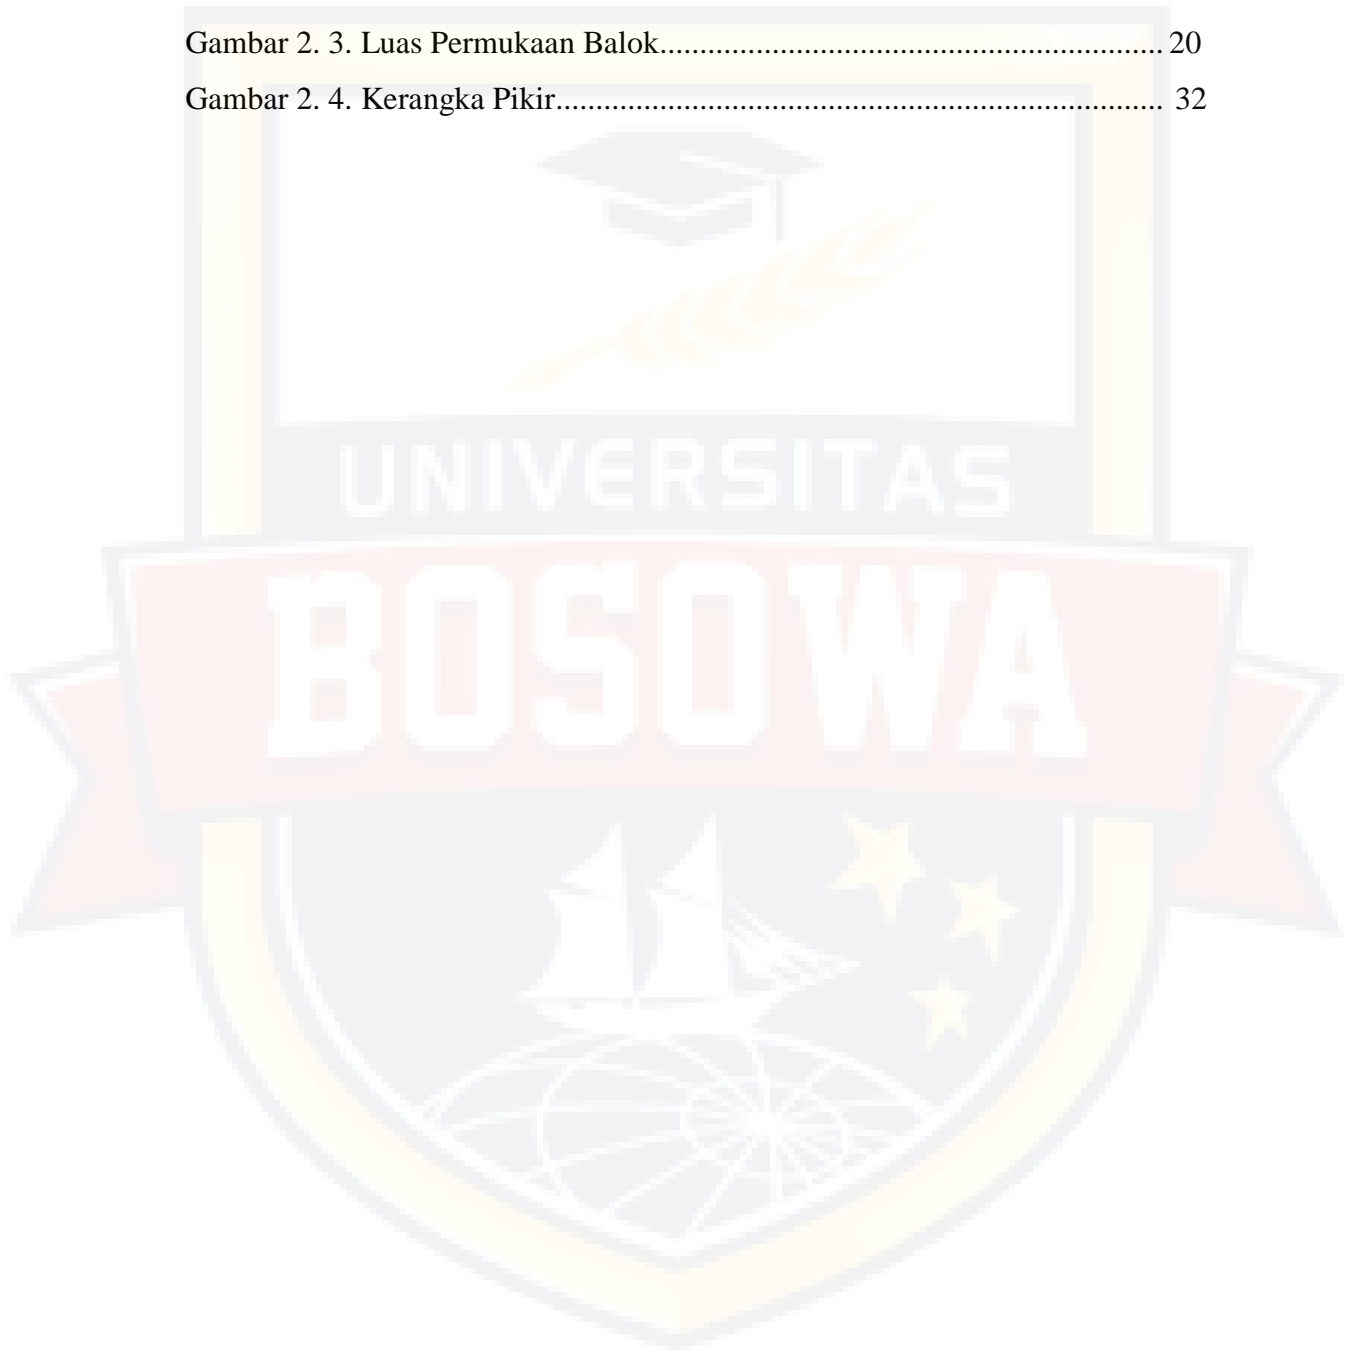 Gambar 2. 3. Luas Permukaan Balok.............................................................. 20
Gambar 2. 4. Kerangka Pikir........................................................................... 32
UNIVERSITAS
BOSOWA